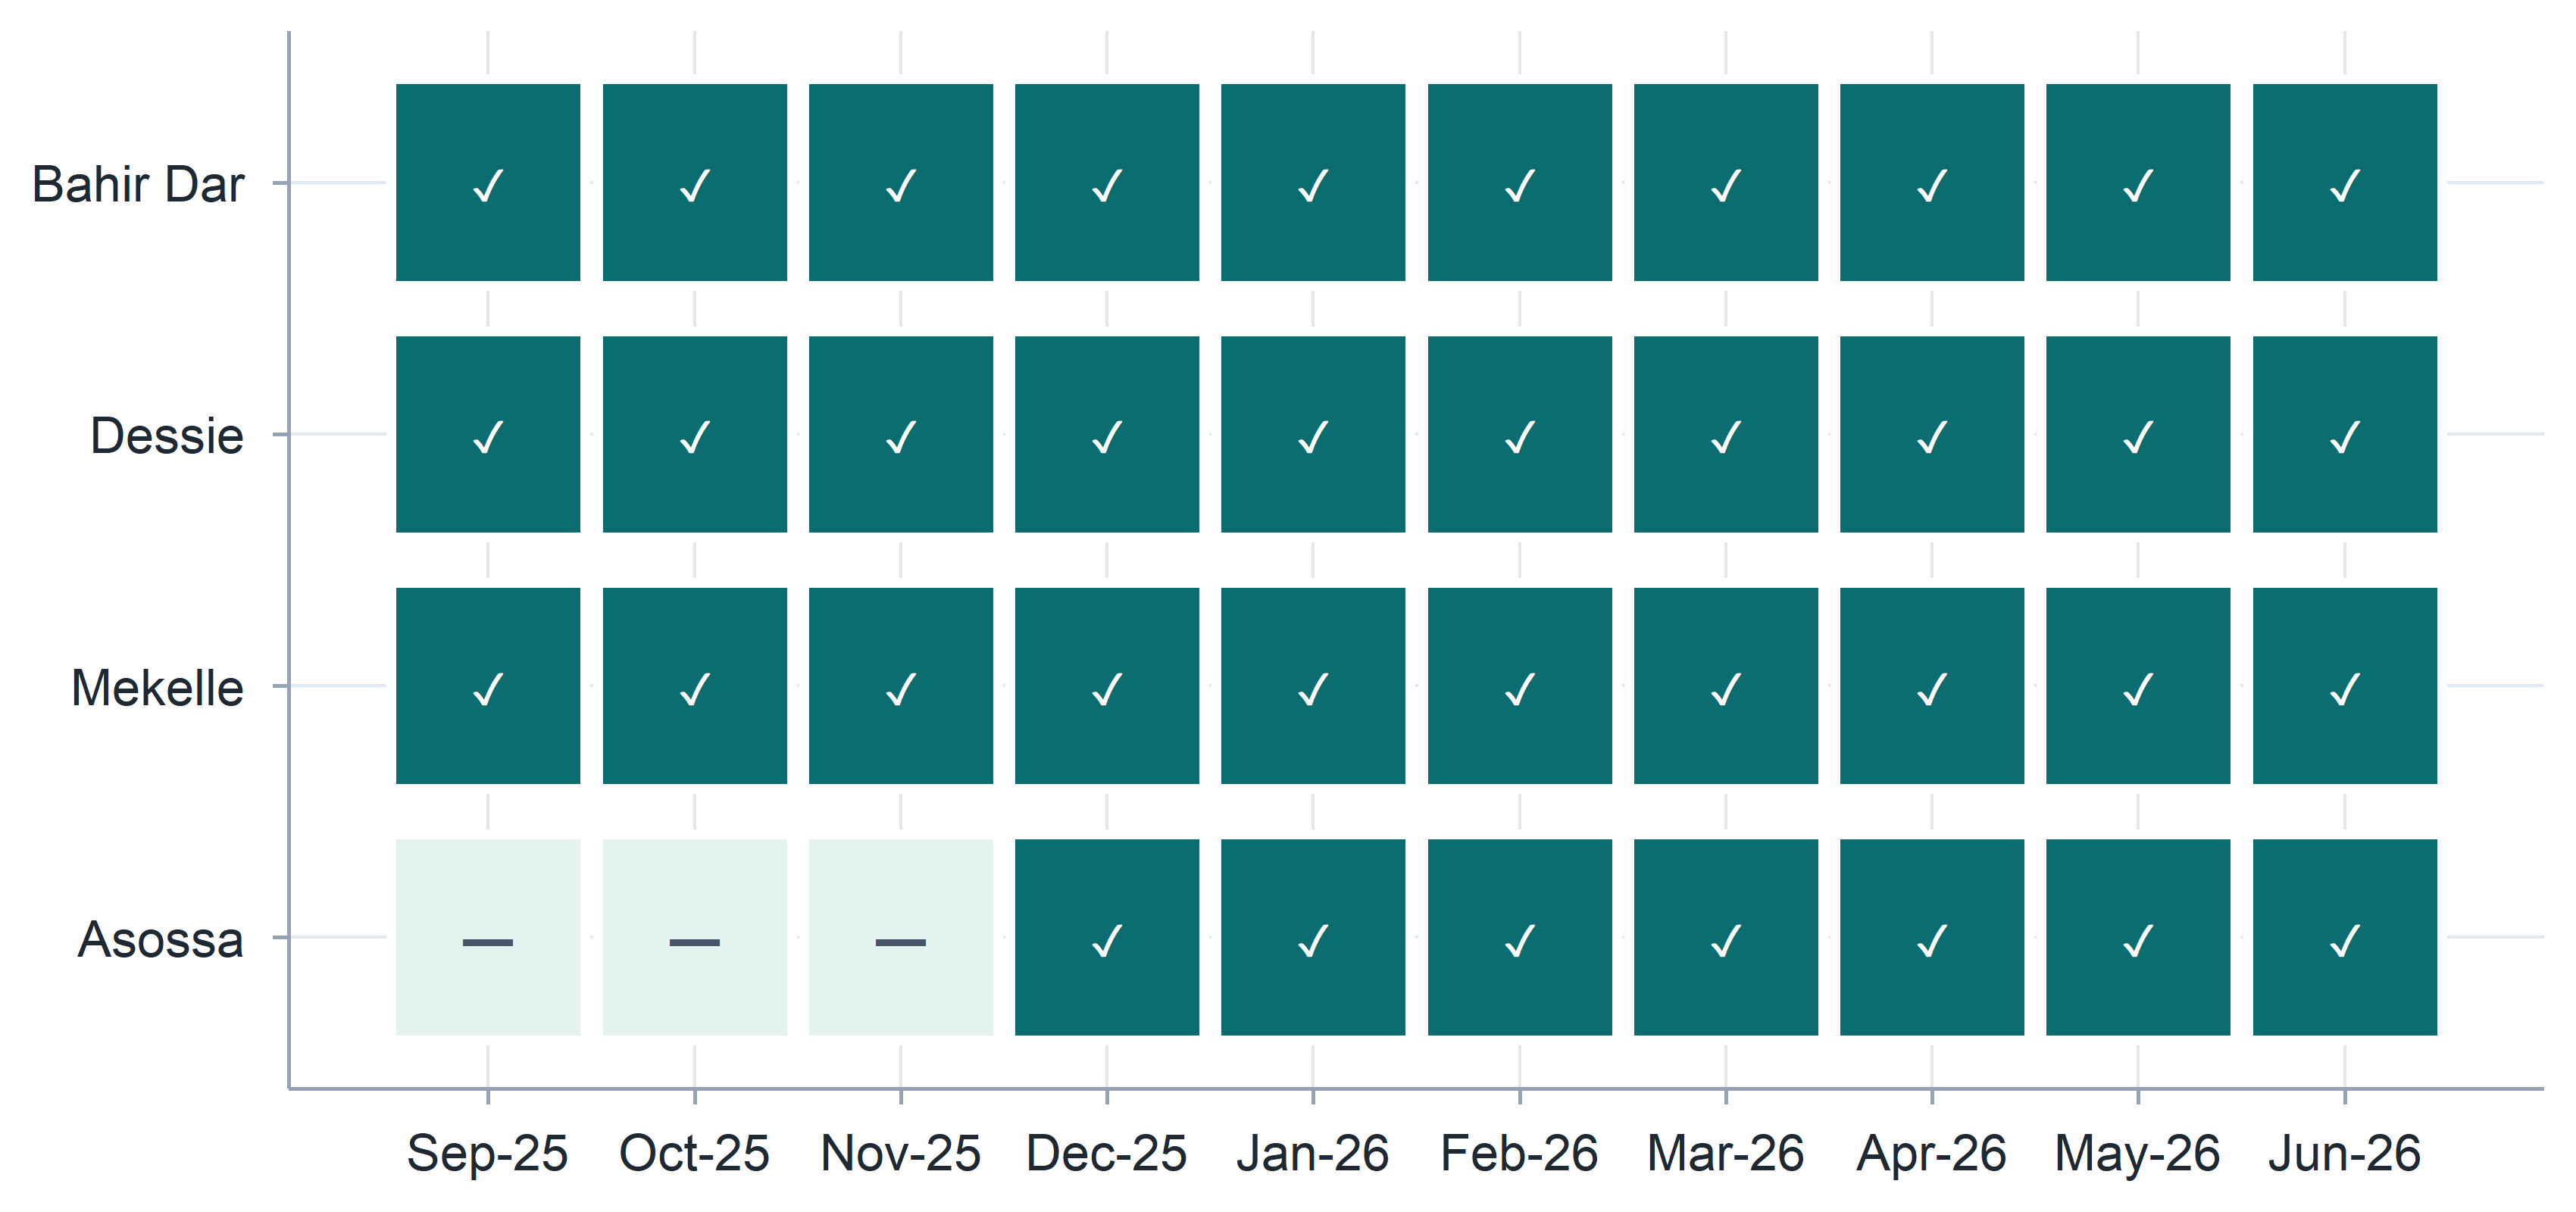 Bahir Dar ✓ ✓ ✓ ✓ ✓ ✓ ✓ ✓ ✓ ✓
Dessie ✓ ✓ ✓ ✓ ✓ ✓ ✓ ✓ ✓ ✓
Mekelle ✓ ✓ ✓ ✓ ✓ ✓ ✓ ✓ ✓ ✓
Asossa — — — ✓ ✓ ✓ ✓ ✓ ✓ ✓
Sep-25 Oct-25 Nov-25 Dec-25 Jan-26 Feb-26 Mar-26 Apr-26 May-26 Jun-26